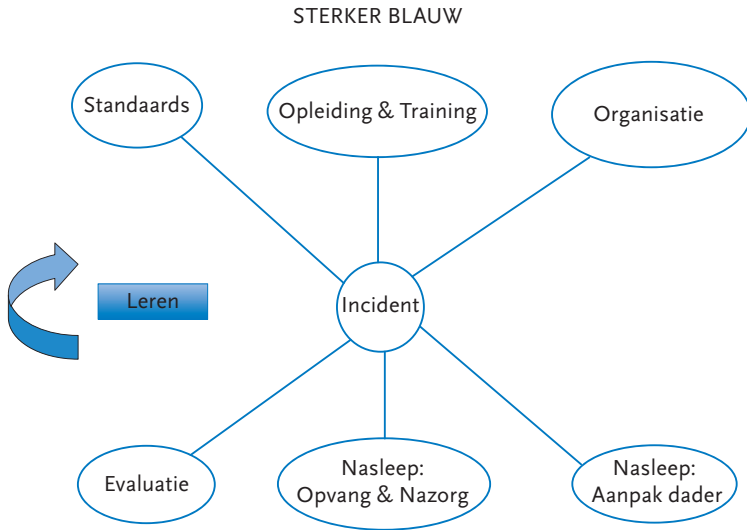 STERKER BLAUW
Standaards
Opleiding & Training
Organisatie
Leren
Incident
Evaluatie
Nasleep:
Opvang & Nazorg
Nasleep:
Aanpak dader